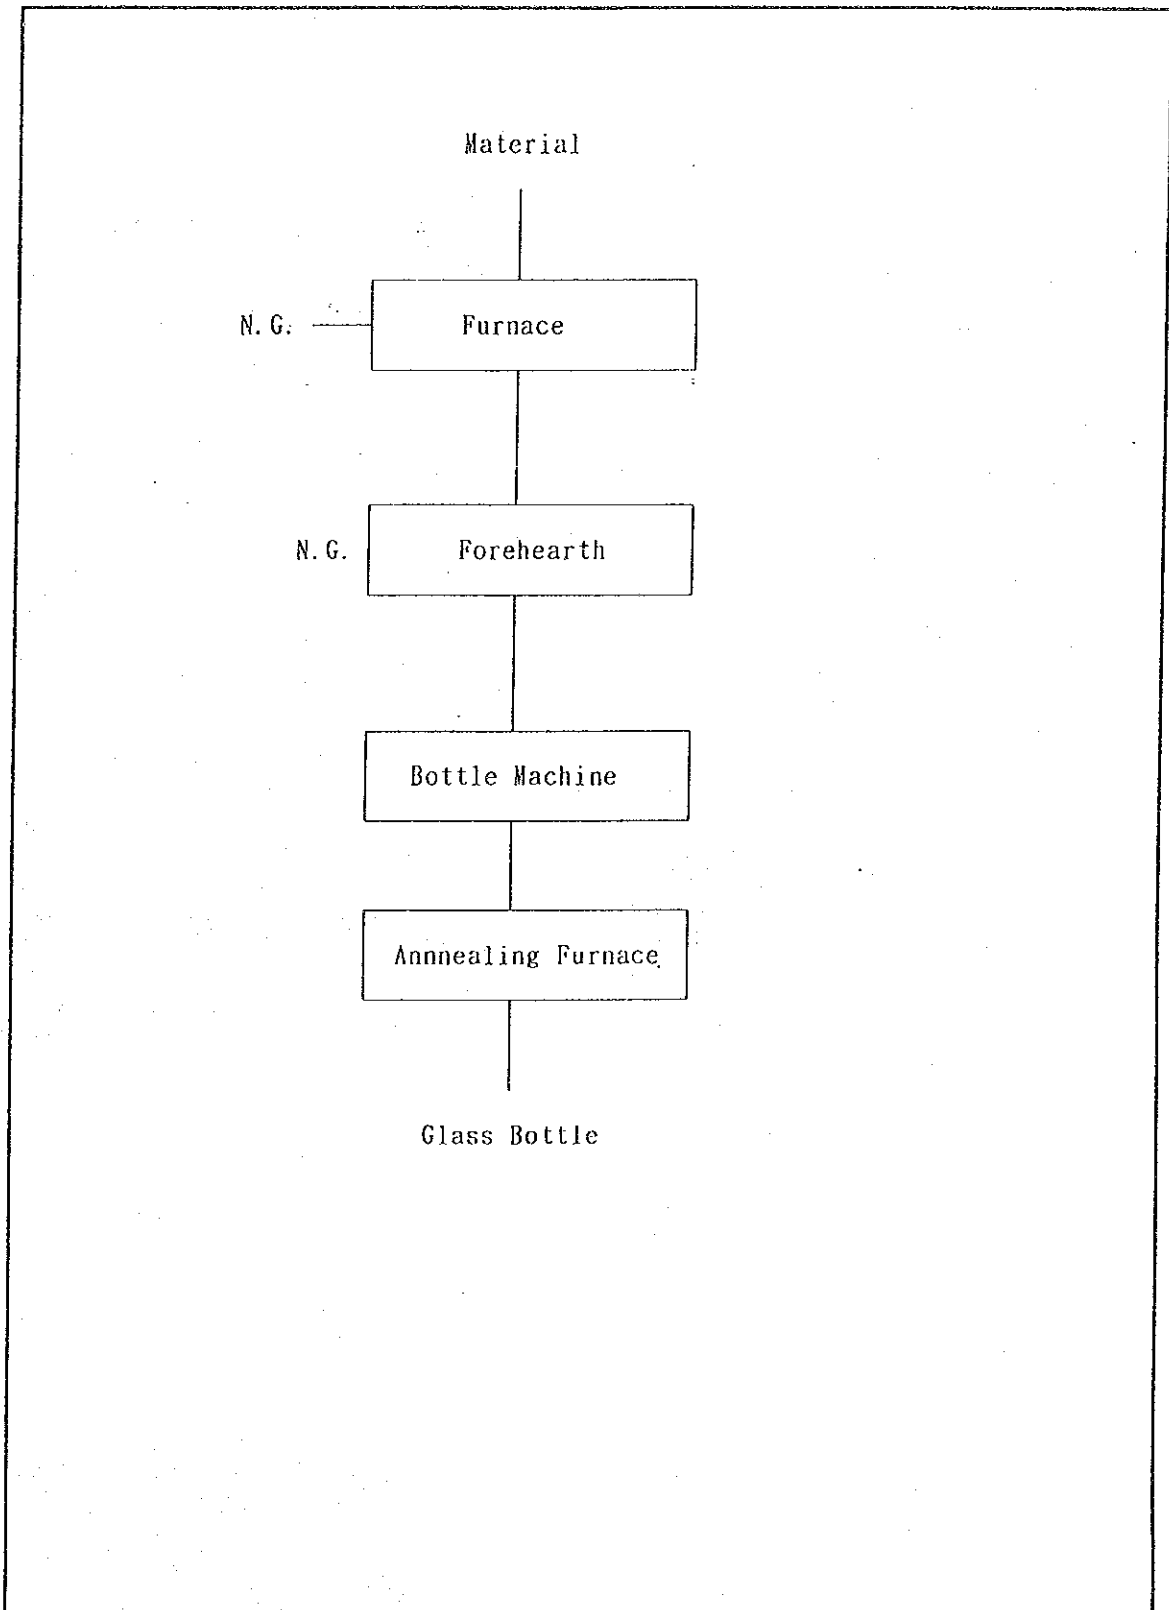 Material
N.G. Furnace
N.G. Forehearth
Bottle Machine
Annnealing Furnace
Glass Bottle